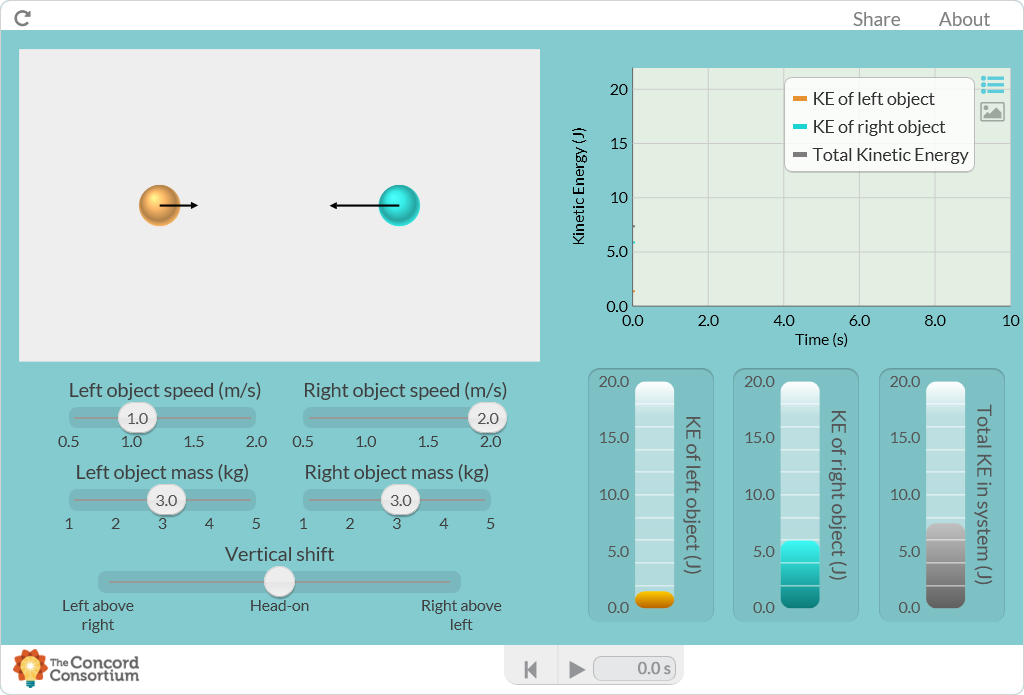 Share About
KE of left object
KE of right object
Total Kinetic Energy
Kinetic Energy (J)
20
15
10
5.0
0.0
0.0 2.0 4.0 6.0 8.0 10
Time (s)
Left object speed (m/s)
1.0
0.5 1.0 1.5 2.0
Right object speed (m/s)
2.0
0.5 1.0 1.5 2.0
Left object mass (kg)
3.0
1 2 3 4 5
Right object mass (kg)
3.0
1 2 3 4 5
Vertical shift
Left above
right
Head-on
Right above
left
20.0
15.0
10.0
5.0
0.0
KE of left object (J)
20.0
15.0
10.0
5.0
0.0
KE of right object (J)
20.0
15.0
10.0
5.0
0.0
Total KE in system (J)
The Concord
Consortium
0.0 s